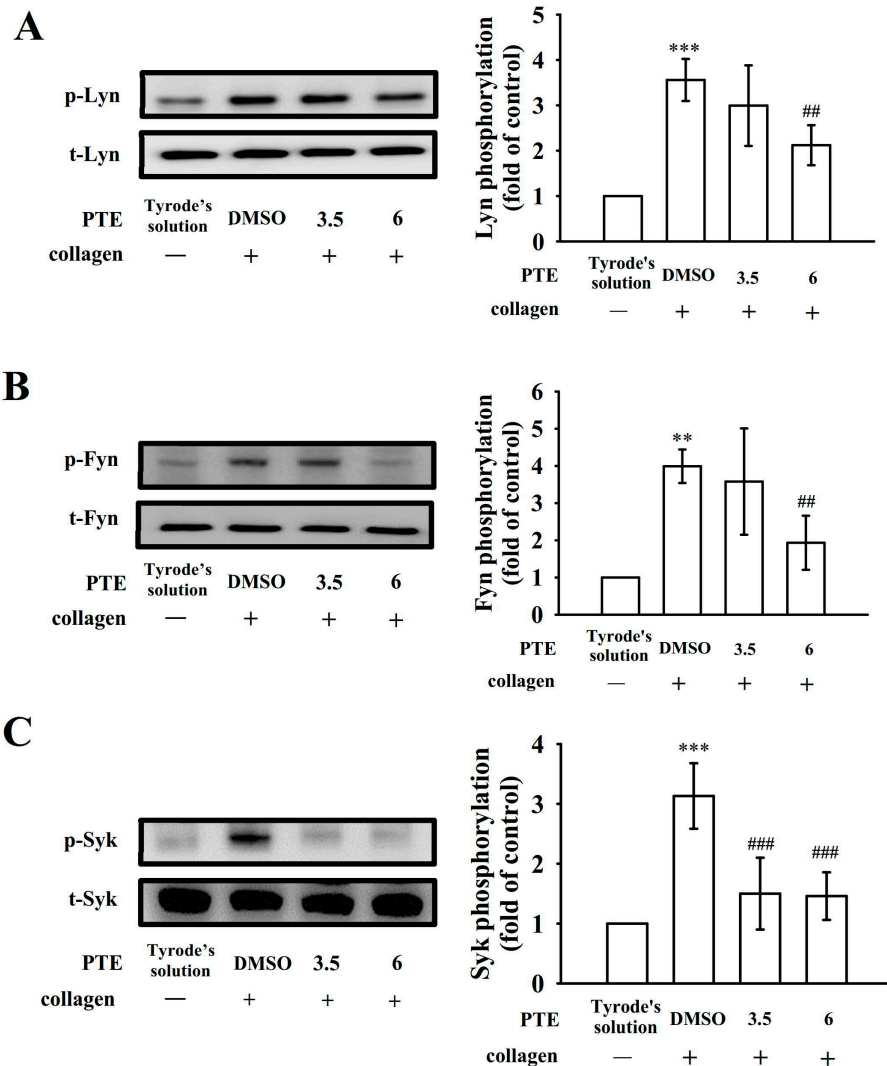 A
p-Lyn
t-Lyn
PTE Tyrode's solution DMSO 3.5 6
collagen — + + +
Lyn phosphorylation
(fold of control)
5
4
3
2
1
0
***
##
PTE Tyrode's solution DMSO 3.5 6
collagen — + + +
B
p-Fyn
t-Fyn
PTE Tyrode's solution DMSO 3.5 6
collagen — + + +
Fyn phosphorylation
(fold of control)
6
5
4
3
2
1
0
**
##
PTE Tyrode's solution DMSO 3.5 6
collagen — + + +
C
p-Syk
t-Syk
PTE Tyrode's solution DMSO 3.5 6
collagen — + + +
Syk phosphorylation
(fold of control)
4
3
2
1
0
***
###
###
PTE Tyrode's solution DMSO 3.5 6
collagen — + + +